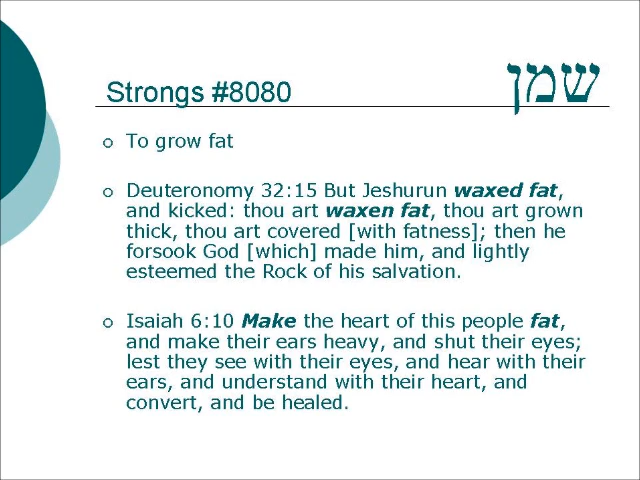 Strongs #8080 שמן
To grow fat
Deuteronomy 32:15 But Jeshurun waxed fat,
and kicked: thou art waxen fat, thou art grown
thick, thou art covered [with fatness]; then he
forsook God [which] made him, and lightly
esteemed the Rock of his salvation.
Isaiah 6:10 Make the heart of this people fat,
and make their ears heavy, and shut their eyes;
lest they see with their eyes, and hear with their
ears, and understand with their heart, and
convert, and be healed.